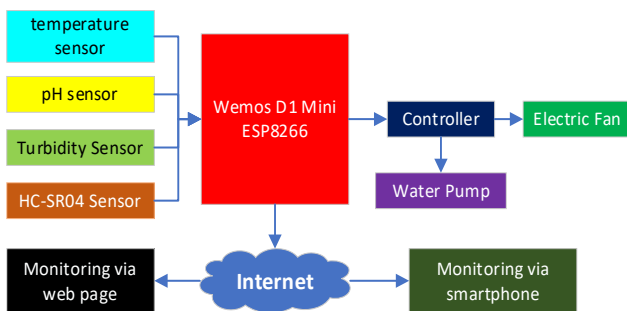 temperature
sensor
pH sensor
Turbidity Sensor
HC-SR04 Sensor
Wemos D1 Mini
ESP8266
Controller
Electric Fan
Water Pump
Monitoring via
web page
Internet
Monitoring via
smartphone